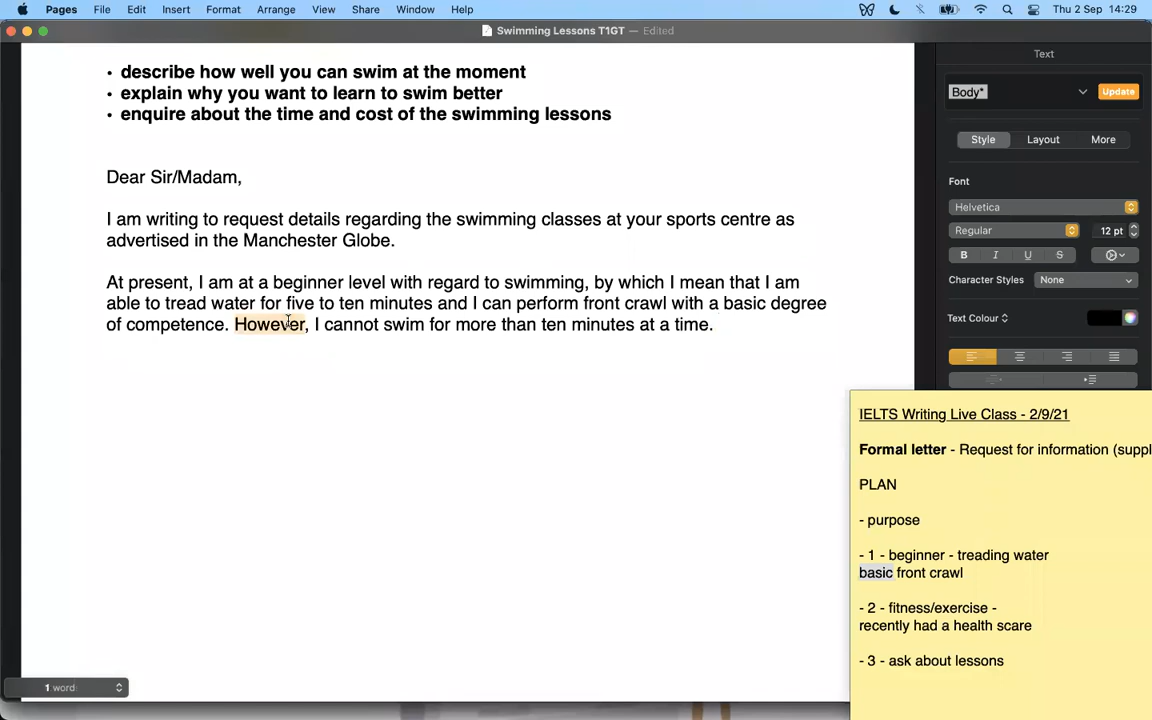 Pages File Edit Insert Format Arrange View Share Window Help Thu 2 Sep 14:29
Swimming Lessons T1GT — Edited
• describe how well you can swim at the moment
• explain why you want to learn to swim better
• enquire about the time and cost of the swimming lessons
Dear Sir/Madam,
I am writing to request details regarding the swimming classes at your sports centre as
advertised in the Manchester Globe.
At present, I am at a beginner level with regard to swimming, by which I mean that I am
able to tread water for five to ten minutes and I can perform front crawl with a basic degree
of competence. However, I cannot swim for more than ten minutes at a time.
1 word
Text
Body* Update
Style Layout More
Font
Helvetica
Regular 12 pt
B I U S
Character Styles None
Text Colour
IELTS Writing Live Class - 2/9/21
Formal letter - Request for information (suppl
PLAN
- purpose
- 1 - beginner - treading water
basic front crawl
- 2 - fitness/exercise -
recently had a health scare
- 3 - ask about lessons